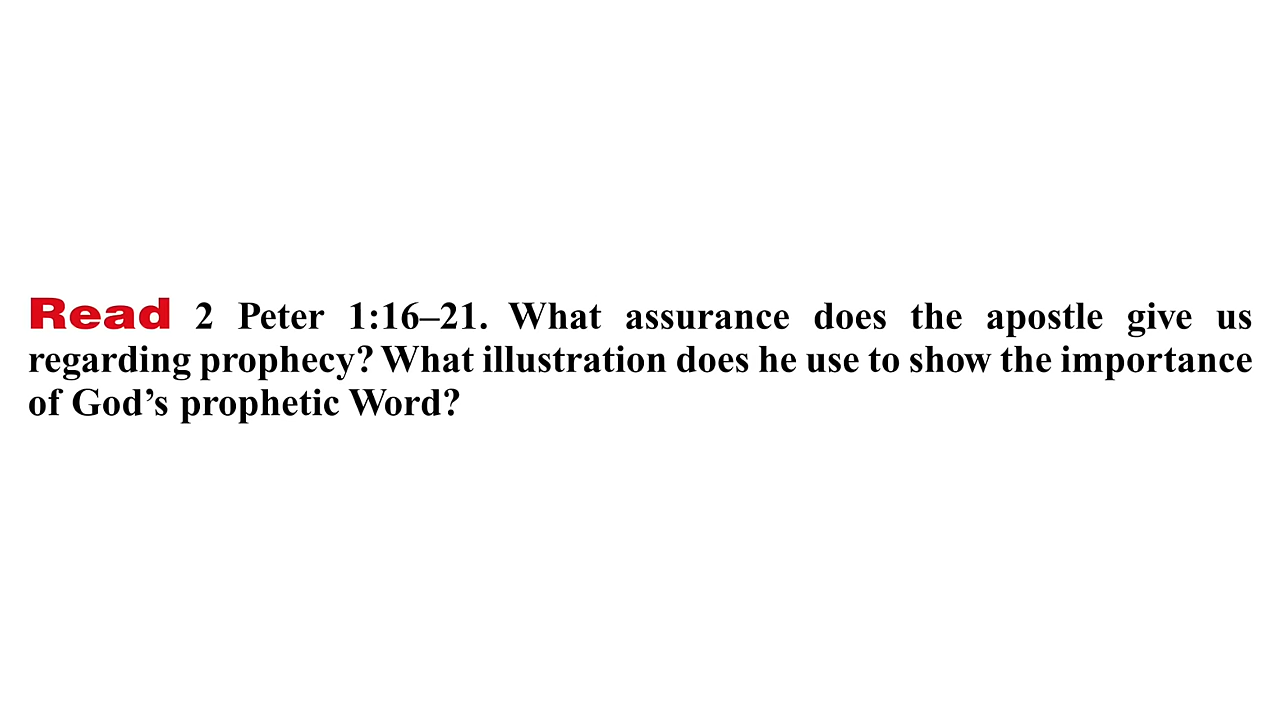 Read 2 Peter 1:16–21. What assurance does the apostle give us
regarding prophecy? What illustration does he use to show the importance
of God’s prophetic Word?